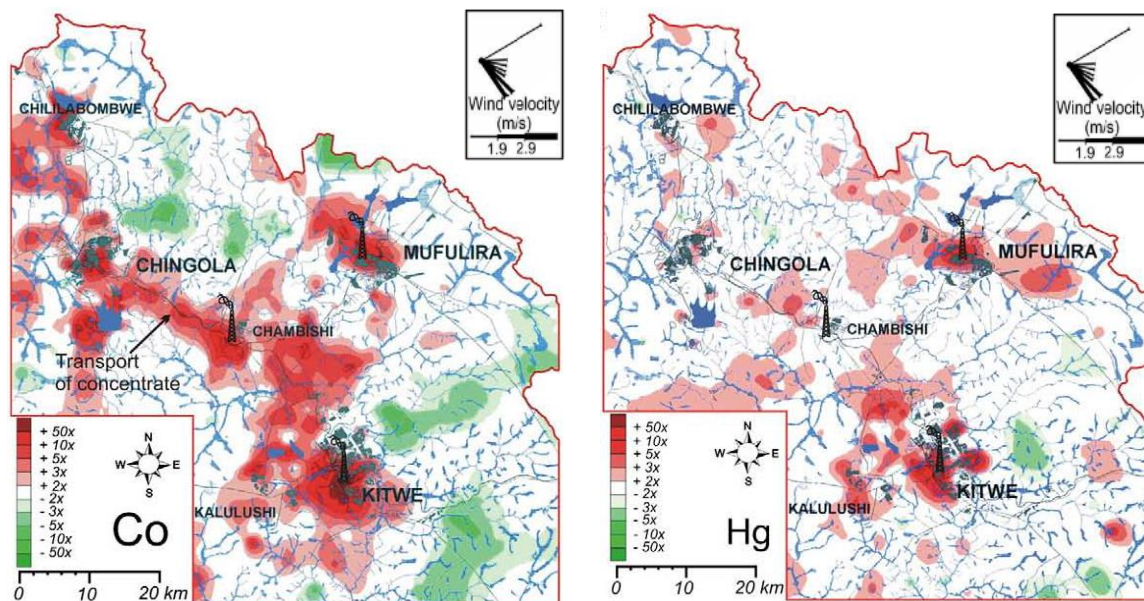 Wind velocity
(m/s)
1.9 2.9
CHILILABOMBWE
CHINGOLA
MUFULIRA
CHAMBISHI
Transport
of concentrate
KITWE
KALULUSHI
+ 50x
+ 10x
+ 5x
+ 3x
+ 2x
- 2x
- 3x
- 5x
- 10x
- 50x
N
W E
S
Co
0 10 20 km
Wind velocity
(m/s)
1.9 2.9
CHILILABOMBWE
CHINGOLA
MUFULIRA
CHAMBISHI
KITWE
KALULUSHI
+ 50x
+ 10x
+ 5x
+ 3x
+ 2x
- 2x
- 3x
- 5x
- 10x
- 50x
N
W E
S
Hg
0 10 20 km